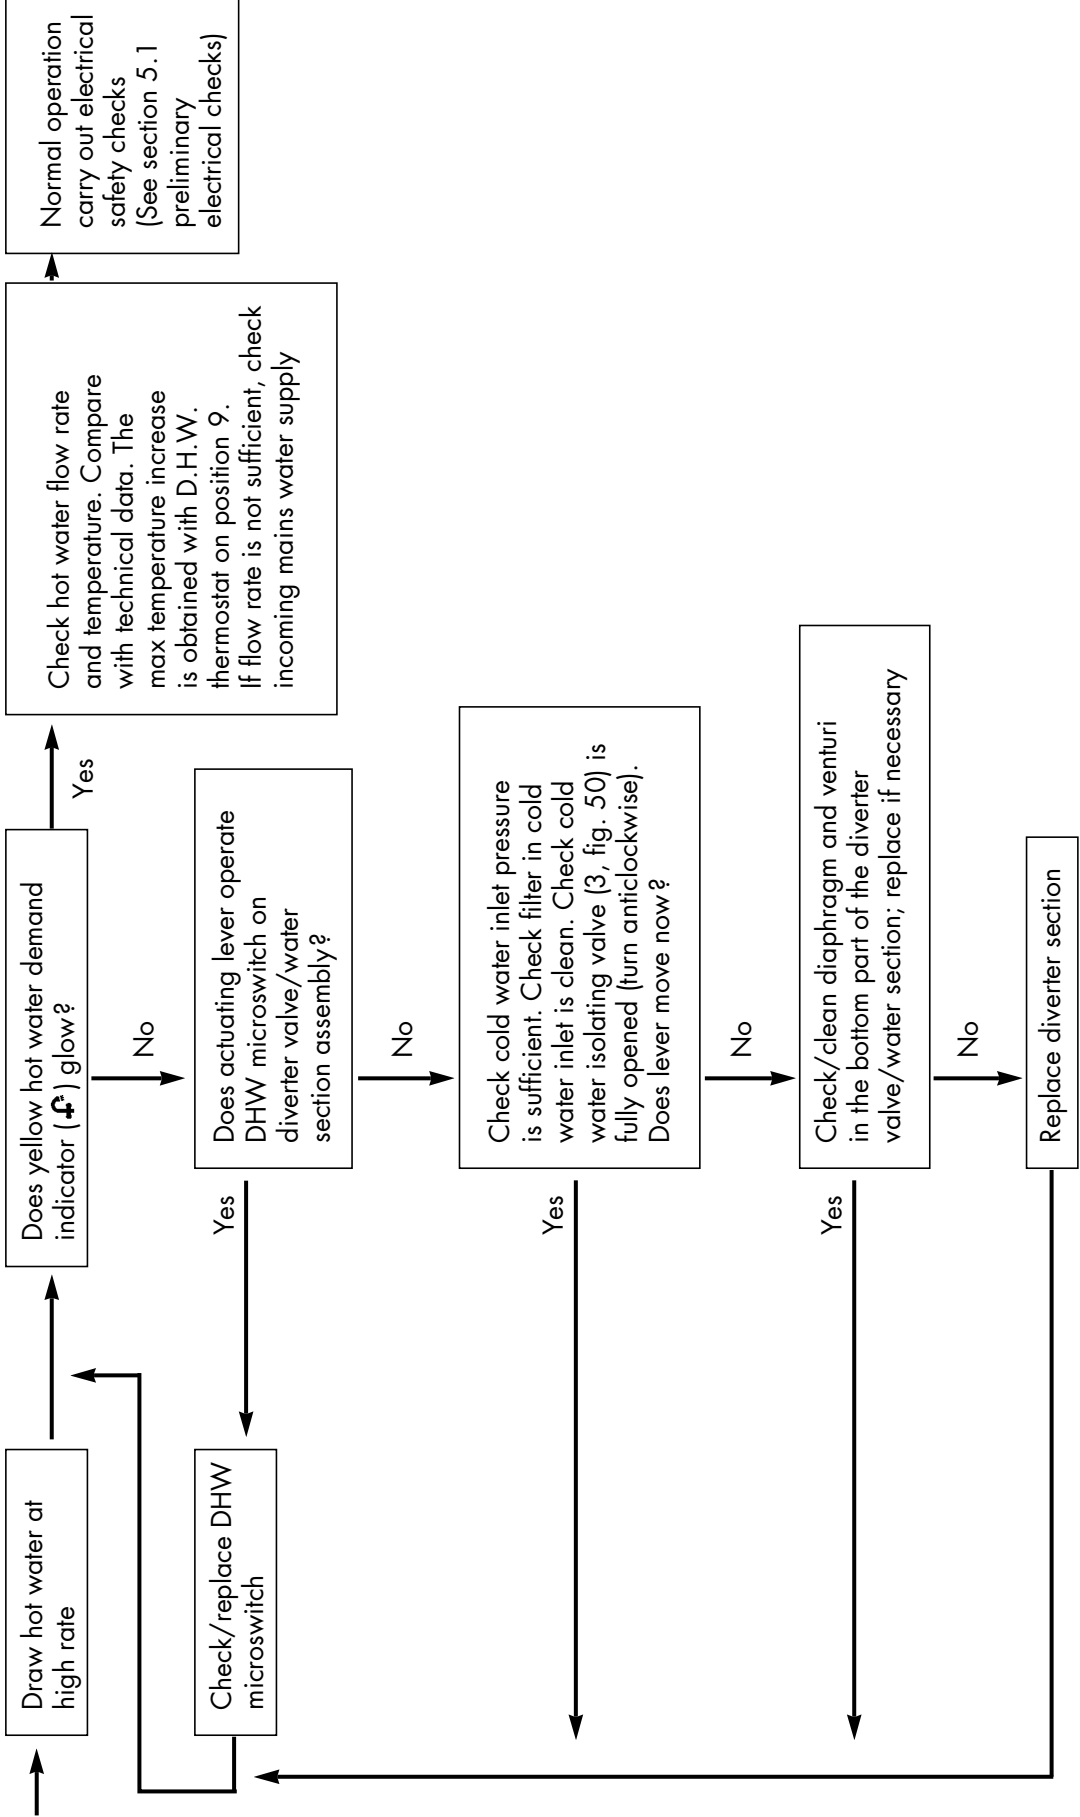 Draw hot water at
high rate
Does yellow hot water demand
indicator ( ) glow?
Yes
Check hot water flow rate
and temperature. Compare
with technical data. The
max temperature increase
is obtained with D.H.W.
thermostat on position 9.
If flow rate is not sufficient, check
incoming mains water supply
Normal operation
carry out electrical
safety checks
(See section 5.1
preliminary
electrical checks)
No
Does actuating lever operate
DHW microswitch on
diverter valve/water
section assembly?
Yes
Check/replace DHW
microswitch
No
Check cold water inlet pressure
is sufficient. Check filter in cold
water inlet is clean. Check cold
water isolating valve (3, fig. 50) is
fully opened (turn anticlockwise).
Does lever move now?
Yes
No
Check/clean diaphragm and venturi
in the bottom part of the diverter
valve/water section; replace if necessary
Yes
No
Replace diverter section